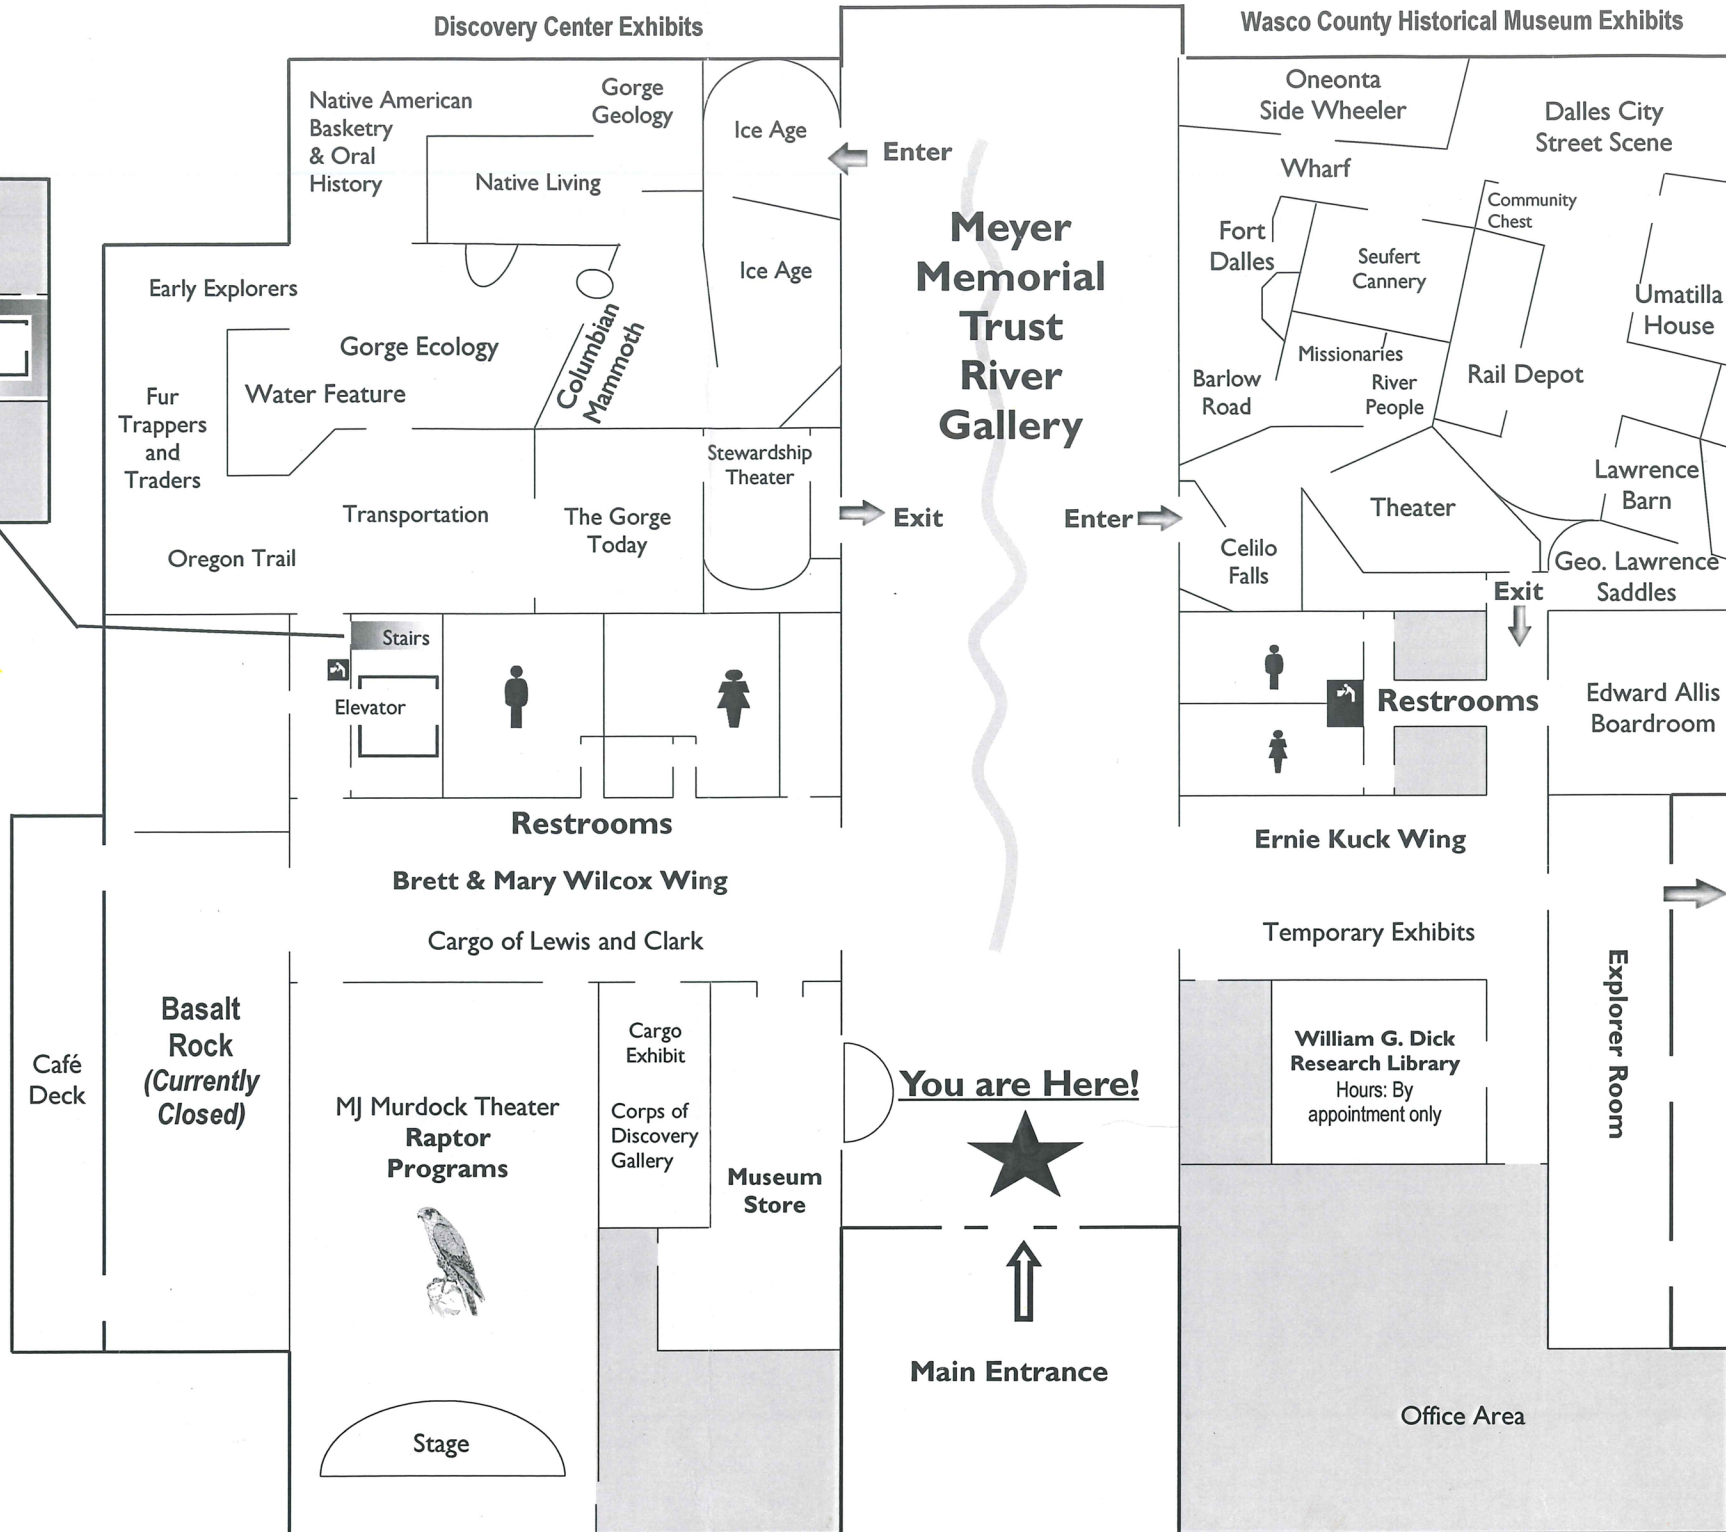 Discovery Center Exhibits
Wasco County Historical Museum Exhibits
Native American
Basketry
& Oral
History
Gorge
Geology
Ice Age
Enter
Native Living
Ice Age
Early Explorers
Gorge Ecology
Columbian
Mammoth
Water Feature
Fur
Trappers
and
Traders
Stewardship
Theater
Transportation
The Gorge
Today
Exit
Oregon Trail
Meyer
Memorial
Trust
River
Gallery
Oneonta
Side Wheeler
Dalles City
Street Scene
Wharf
Community
Chest
Fort
Dalles
Seufert
Cannery
Umatilla
House
Missionaries
Barlow
Road
River
People
Rail Depot
Lawrence
Barn
Theater
Enter
Celilo
Falls
Geo. Lawrence
Saddles
Exit
Stairs
Elevator
Restrooms
Restrooms
Edward Allis
Boardroom
Brett & Mary Wilcox Wing
Ernie Kuck Wing
Cargo of Lewis and Clark
Temporary Exhibits
Café
Deck
Basalt
Rock
(Currently
Closed)
MJ Murdock Theater
Raptor
Programs
Cargo
Exhibit
Corps of
Discovery
Gallery
Museum
Store
You are Here!
William G. Dick
Research Library
Hours: By
appointment only
Explorer Room
Main Entrance
Stage
Office Area